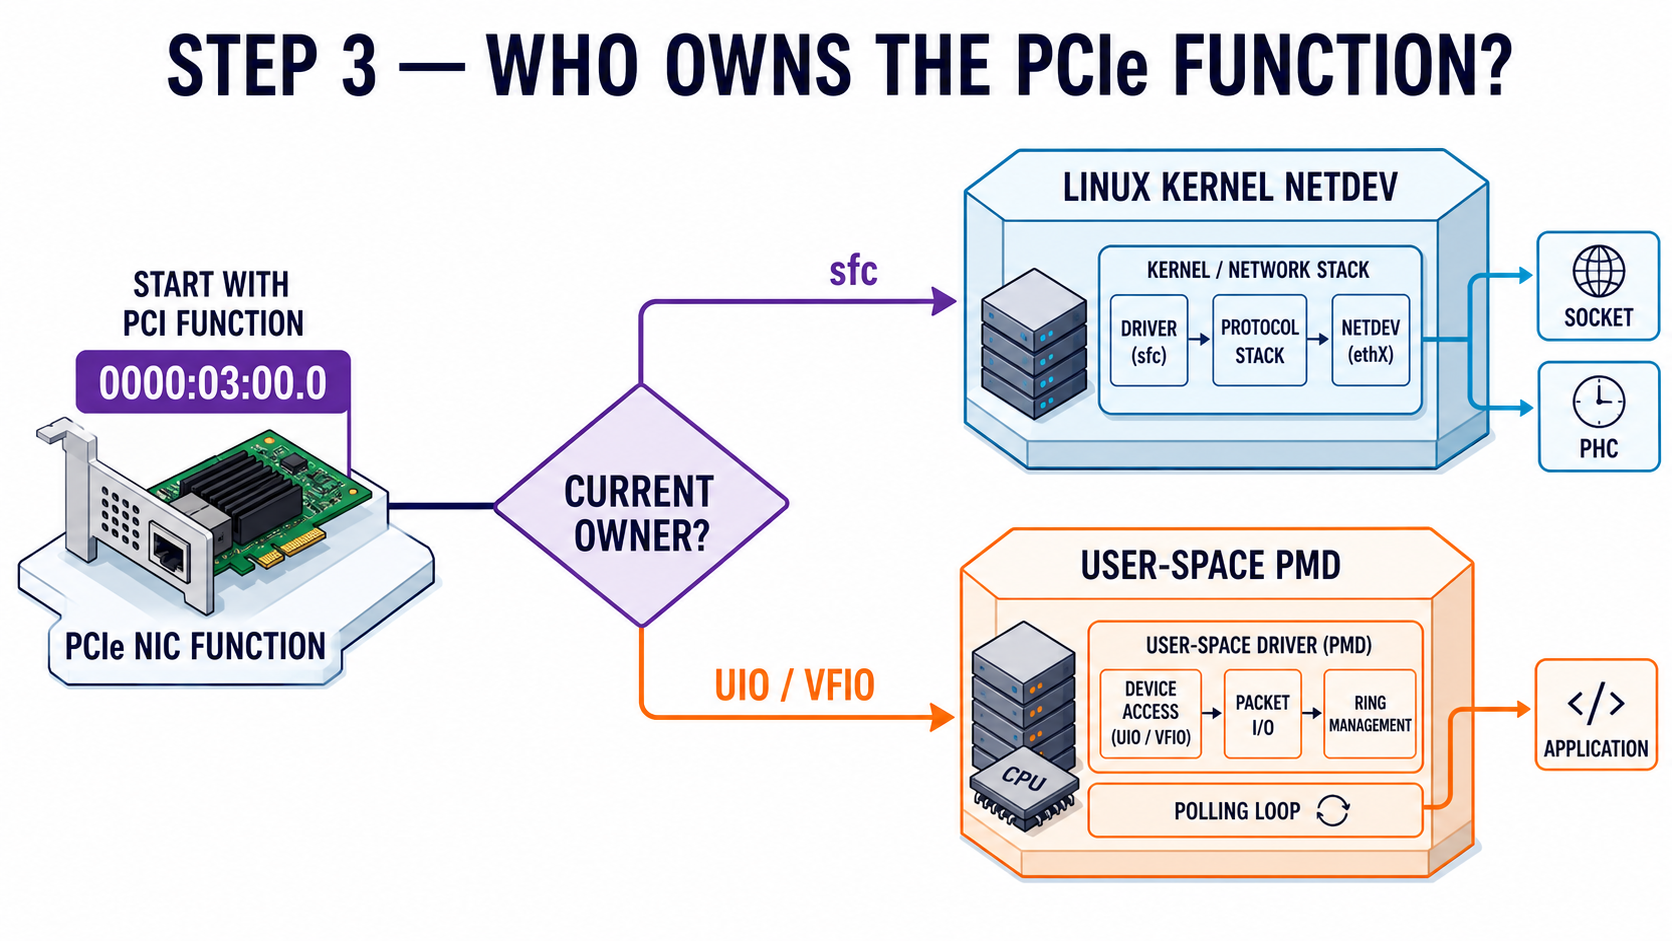 STEP 3 — WHO OWNS THE PCIe FUNCTION?
START WITH
PCI FUNCTION
0000:03:00.0
PCIe NIC FUNCTION
CURRENT
OWNER?
sfc
UIO / VFIO
LINUX KERNEL NETDEV
KERNEL / NETWORK STACK
DRIVER
(sfc)
PROTOCOL
STACK
NETDEV
(ethX)
SOCKET
PHC
USER-SPACE PMD
USER-SPACE DRIVER (PMD)
DEVICE
ACCESS
(UIO / VFIO)
PACKET
I/O
RING
MANAGEMENT
CPU
POLLING LOOP
</>
APPLICATION